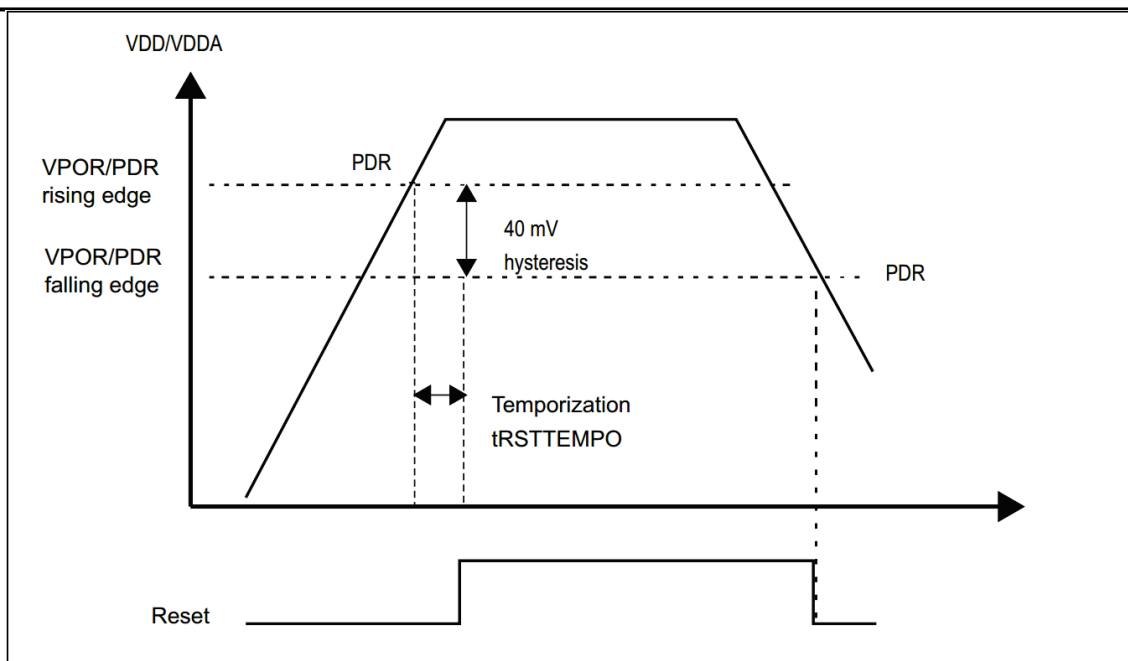 VDD/VDDA
VPOR/PDR
rising edge
PDR
40 mV
hysteresis
VPOR/PDR
falling edge
PDR
Temporization
tRSTTEMPO
Reset